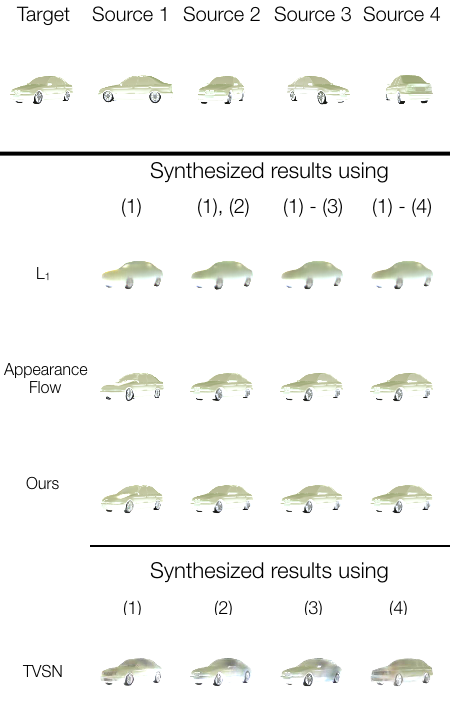 Target Source 1 Source 2 Source 3 Source 4
Synthesized results using
(1) (1), (2) (1) - (3) (1) - (4)
L₁
Appearance
Flow
Ours
Synthesized results using
(1) (2) (3) (4)
TVSN